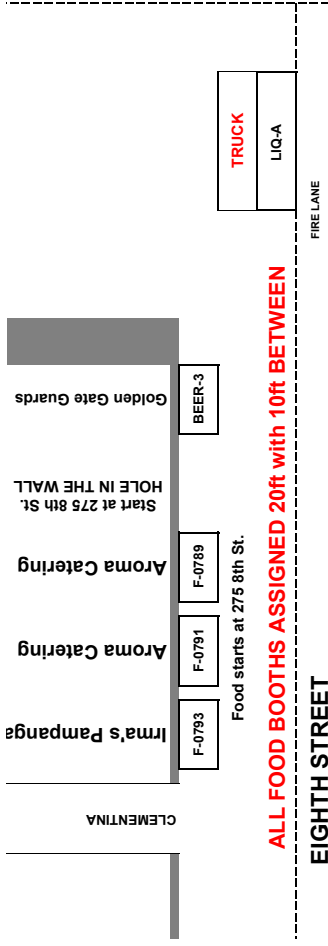 TRUCK
LIQ-A
FIRE LANE
Golden Gate Guards
BEER-3
Start at 275 8th St.
HOLE IN THE WALL
Aroma Catering
F-0789
Aroma Catering
F-0791
Irma's Pampanga
F-0793
Food starts at 275 8th St.
ALL FOOD BOOTHS ASSIGNED 20ft with 10ft BETWEEN
CLEMENTINA
EIGHTH STREET